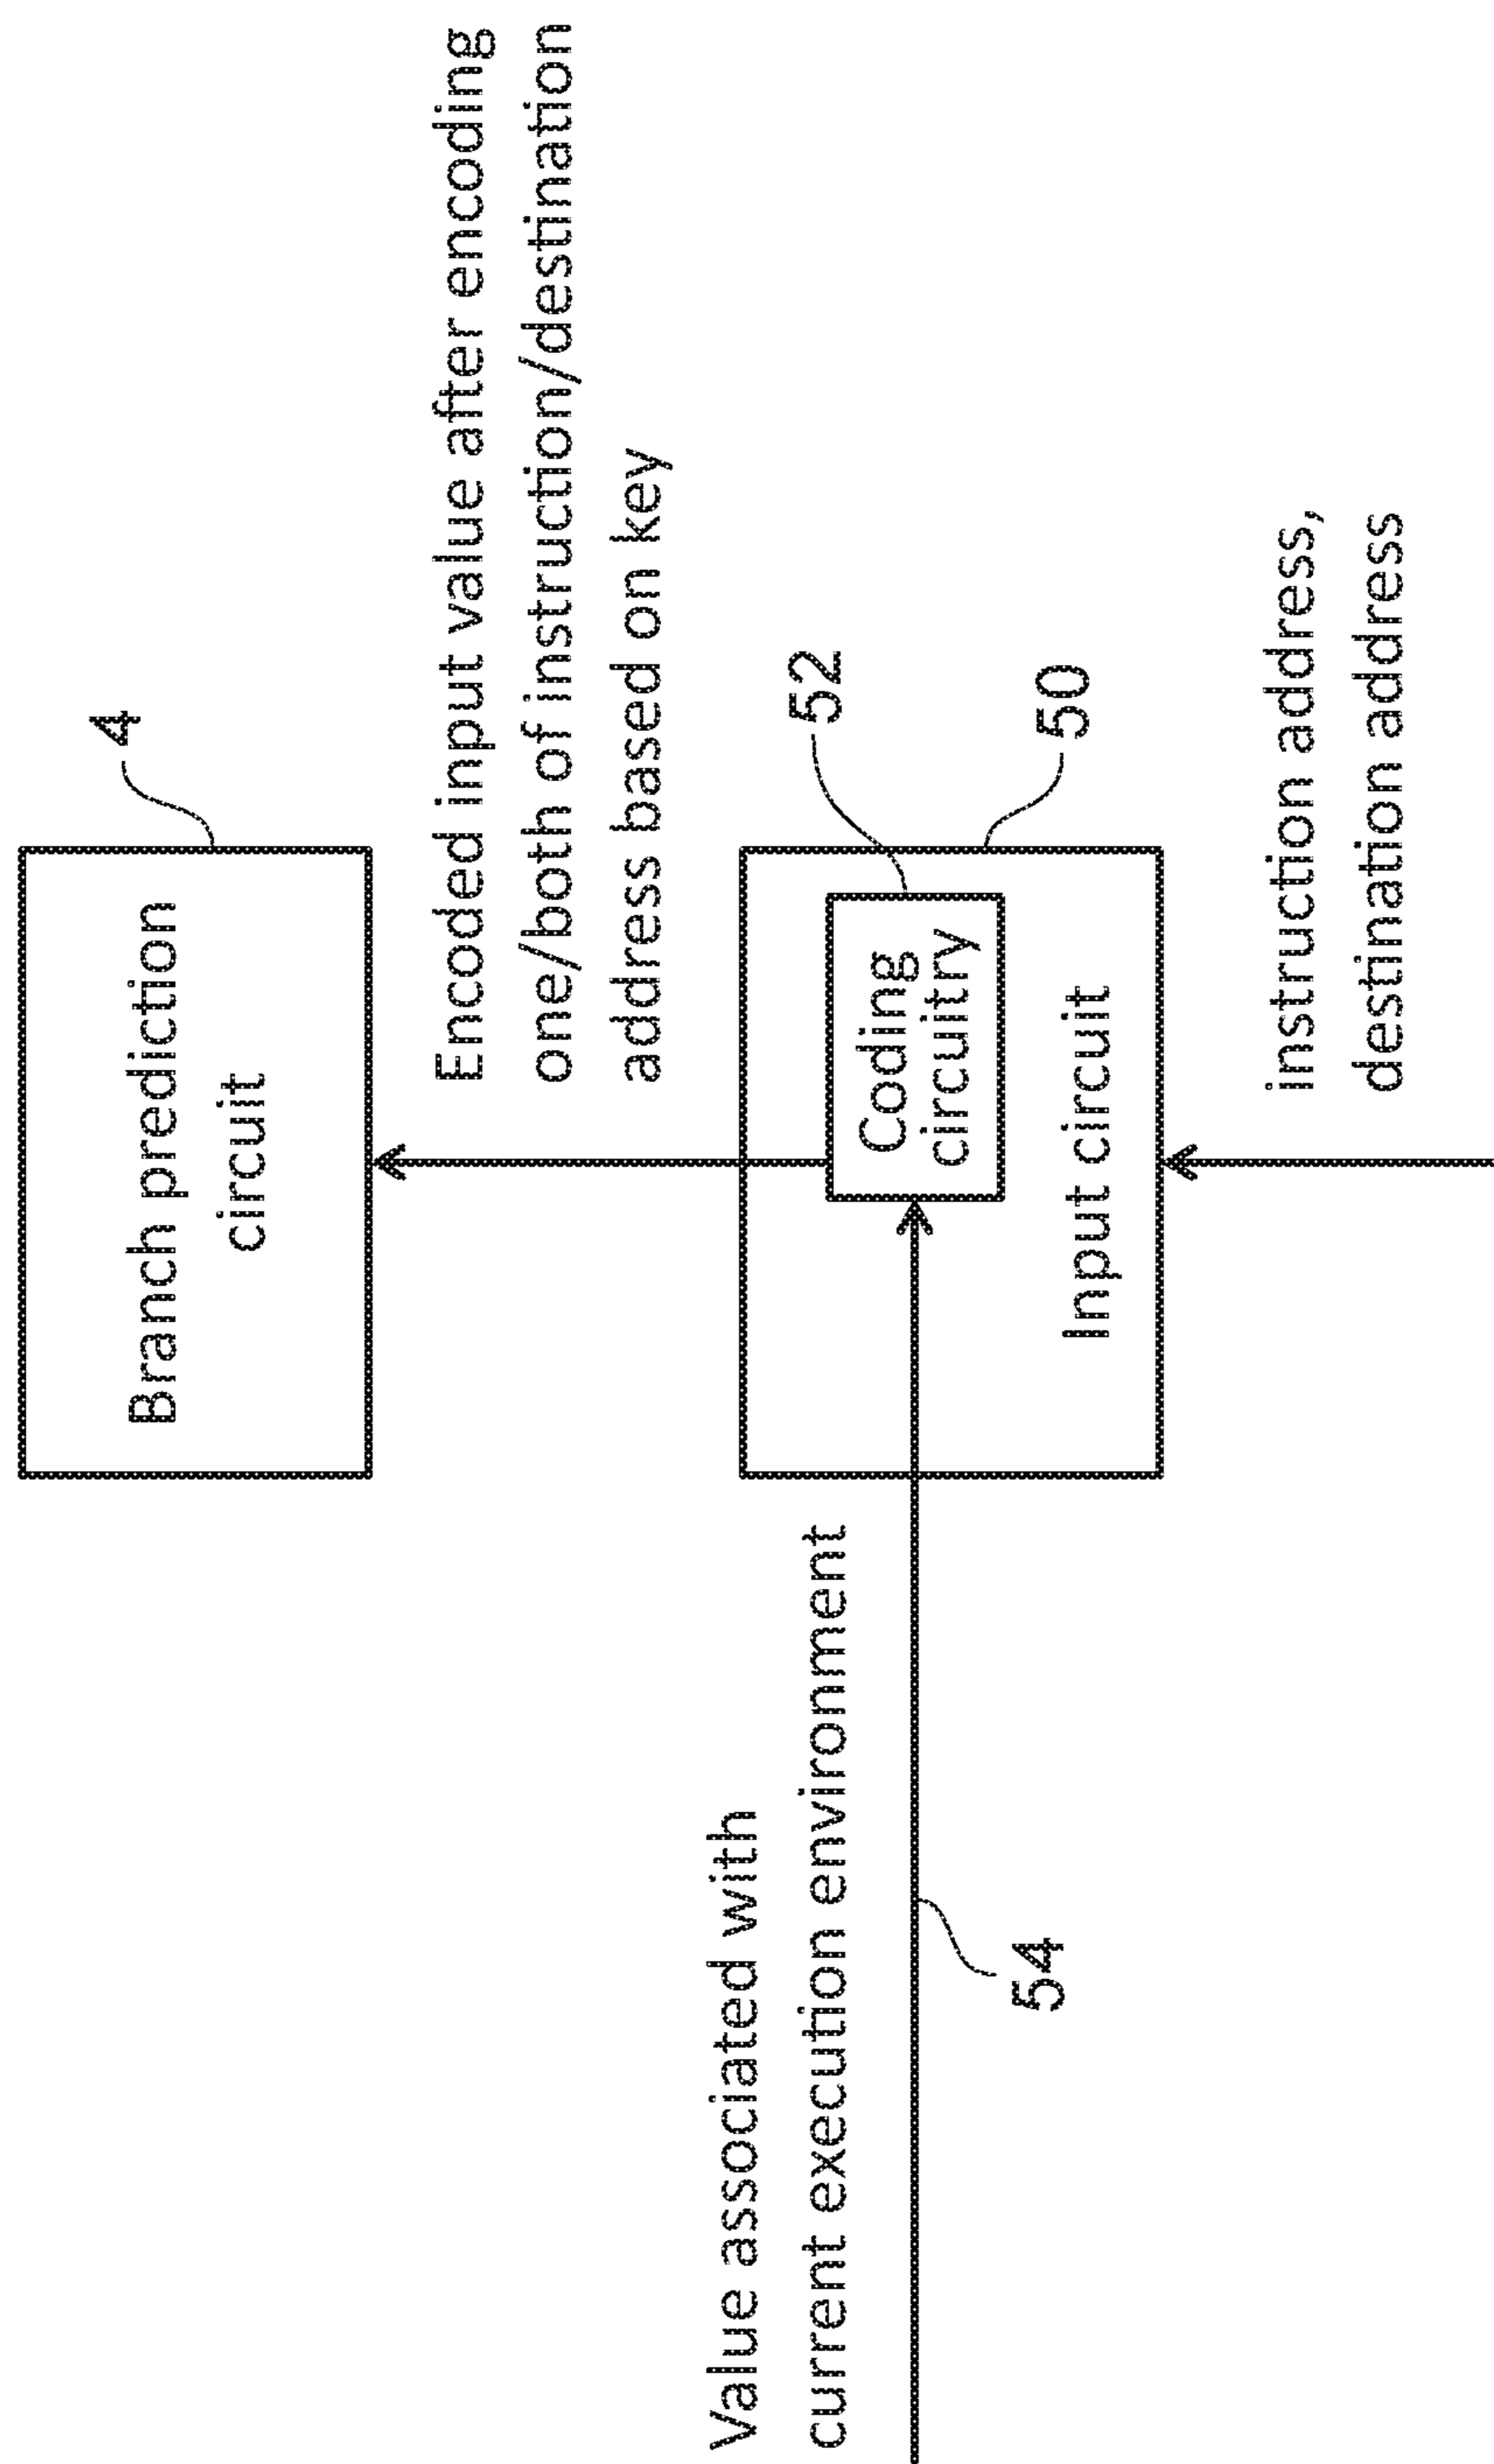 4
Branch prediction
circuit
Encoded input value after encoding
one/both of instruction/destination
address based on key
52
Value associated with
current execution environment
Coding
circuitry
50
54
Input circuit
instruction address,
destination address